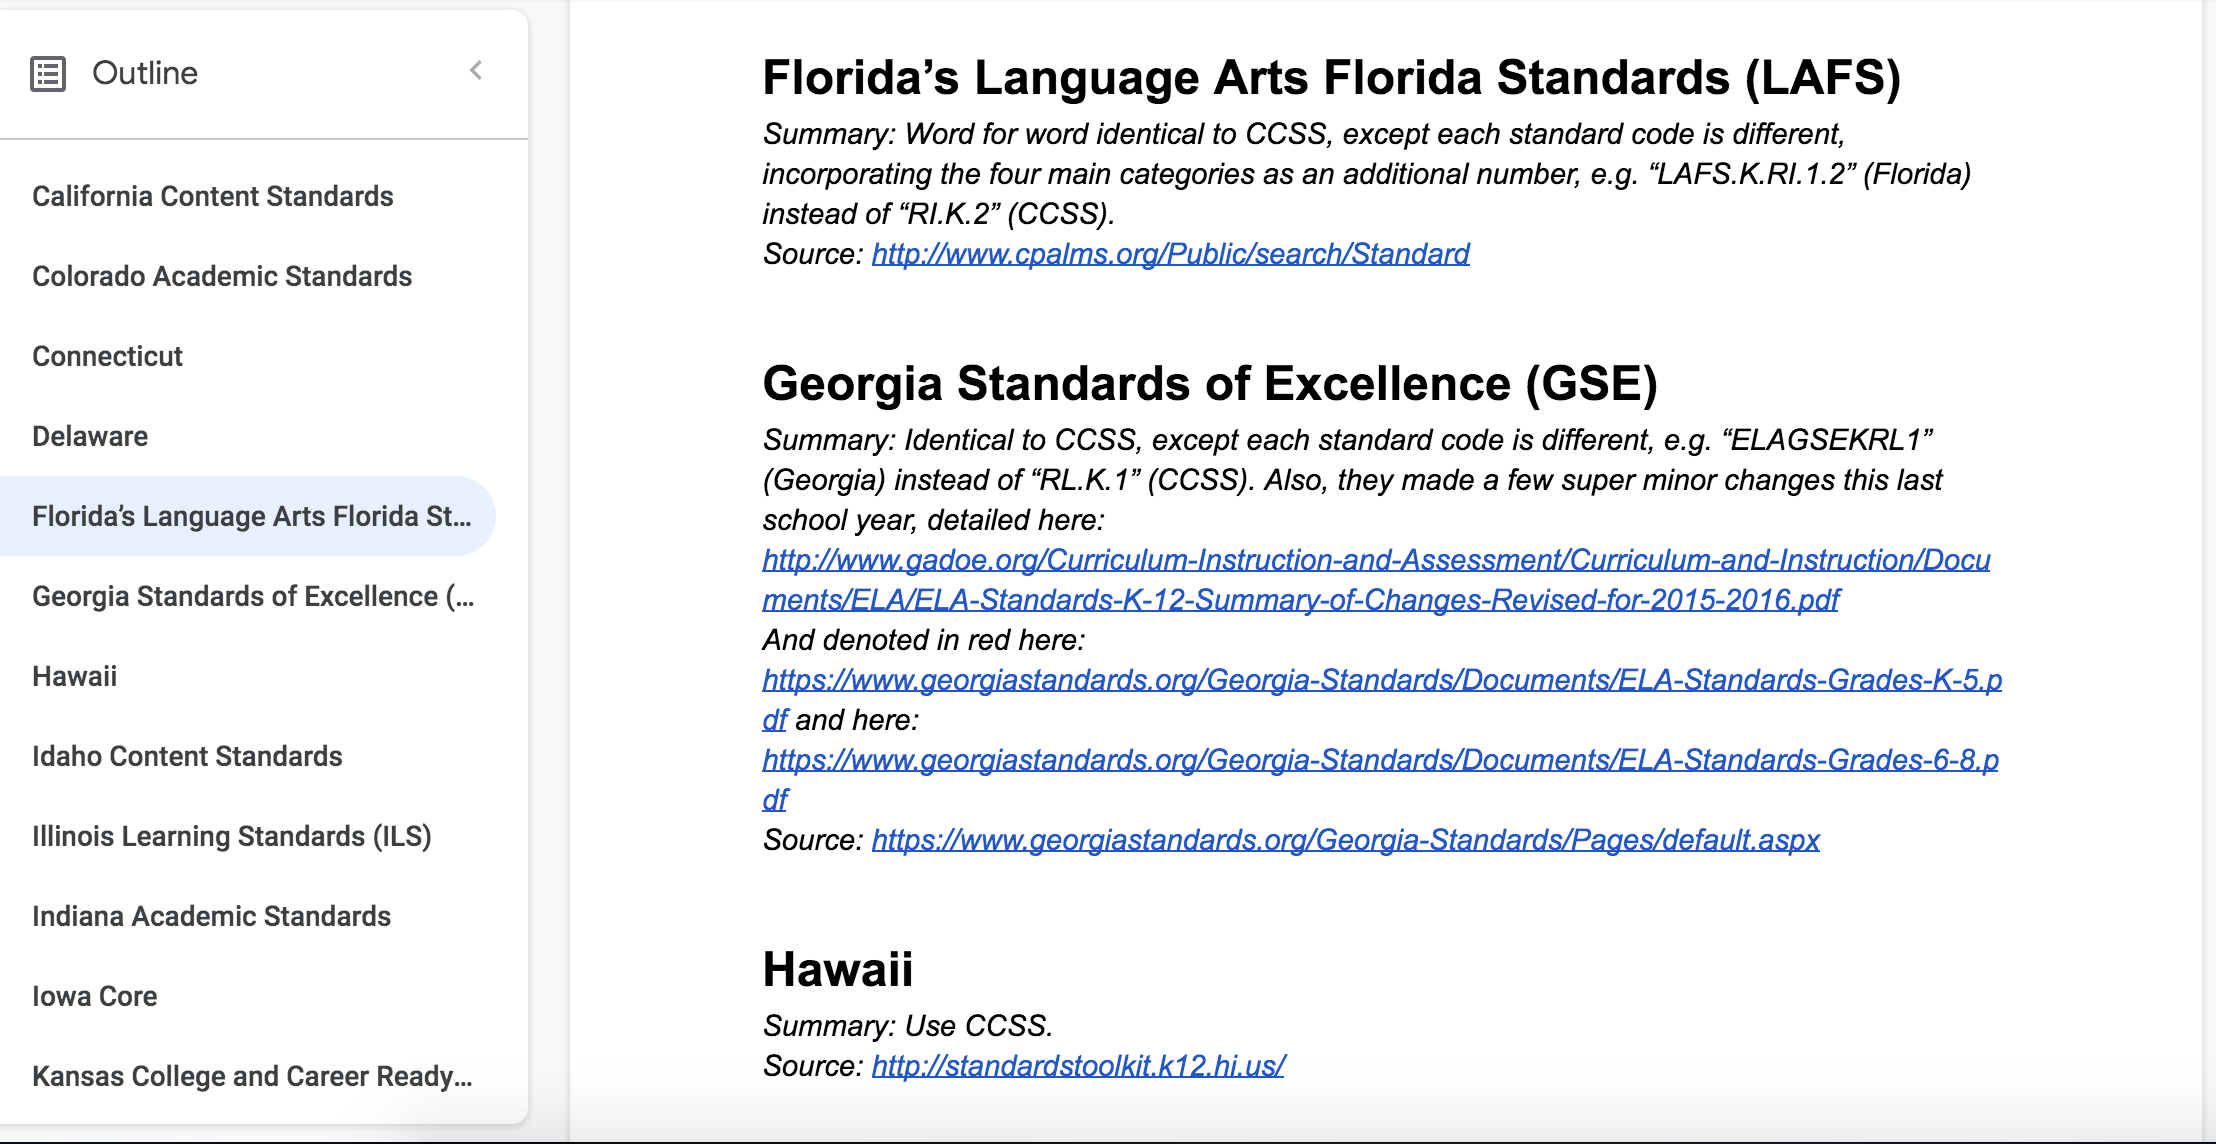 Outline
California Content Standards
Colorado Academic Standards
Connecticut
Delaware
Florida’s Language Arts Florida St...
Georgia Standards of Excellence (...
Hawaii
Idaho Content Standards
Illinois Learning Standards (ILS)
Indiana Academic Standards
Iowa Core
Kansas College and Career Ready...
Florida’s Language Arts Florida Standards (LAFS)
Summary: Word for word identical to CCSS, except each standard code is different,
incorporating the four main categories as an additional number, e.g. “LAFS.K.RI.1.2” (Florida)
instead of “RI.K.2” (CCSS).
Source: http://www.cpalms.org/Public/search/Standard
Georgia Standards of Excellence (GSE)
Summary: Identical to CCSS, except each standard code is different, e.g. “ELAGSEKRL1”
(Georgia) instead of “RL.K.1” (CCSS). Also, they made a few super minor changes this last
school year, detailed here:
http://www.gadoe.org/Curriculum-Instruction-and-Assessment/Curriculum-and-Instruction/Docu
ments/ELA/ELA-Standards-K-12-Summary-of-Changes-Revised-for-2015-2016.pdf
And denoted in red here:
https://www.georgiastandards.org/Georgia-Standards/Documents/ELA-Standards-Grades-K-5.p
df and here:
https://www.georgiastandards.org/Georgia-Standards/Documents/ELA-Standards-Grades-6-8.p
df
Source: https://www.georgiastandards.org/Georgia-Standards/Pages/default.aspx
Hawaii
Summary: Use CCSS.
Source: http://standardstoolkit.k12.hi.us/